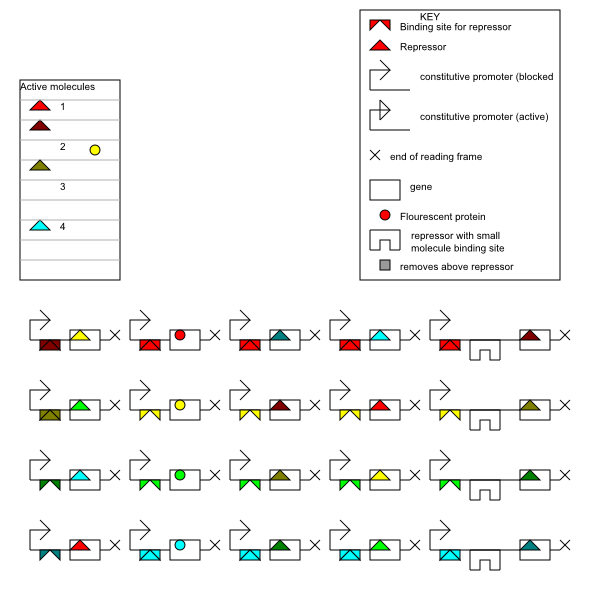 KEY
Binding site for repressor
Repressor
constitutive promoter (blocked
constitutive promoter (active)
end of reading frame
gene
Flourescent protein
repressor with small
molecule binding site
removes above repressor
Active molecules
1
2
3
4